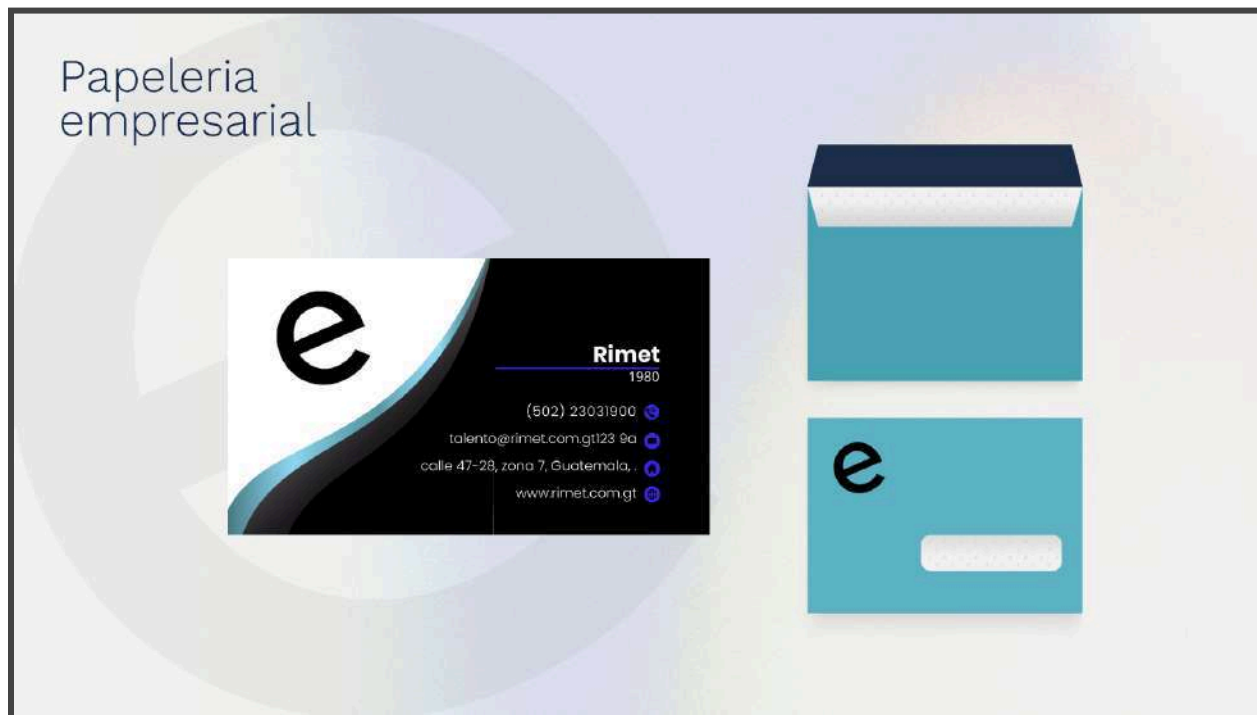 Papeleria
empresarial
e
Rimet
1980
(502) 23031900
talento@rimet.com.gt123 9a
calle 47-28, zona 7, Guatemala, .
www.rimet.com.gt
e